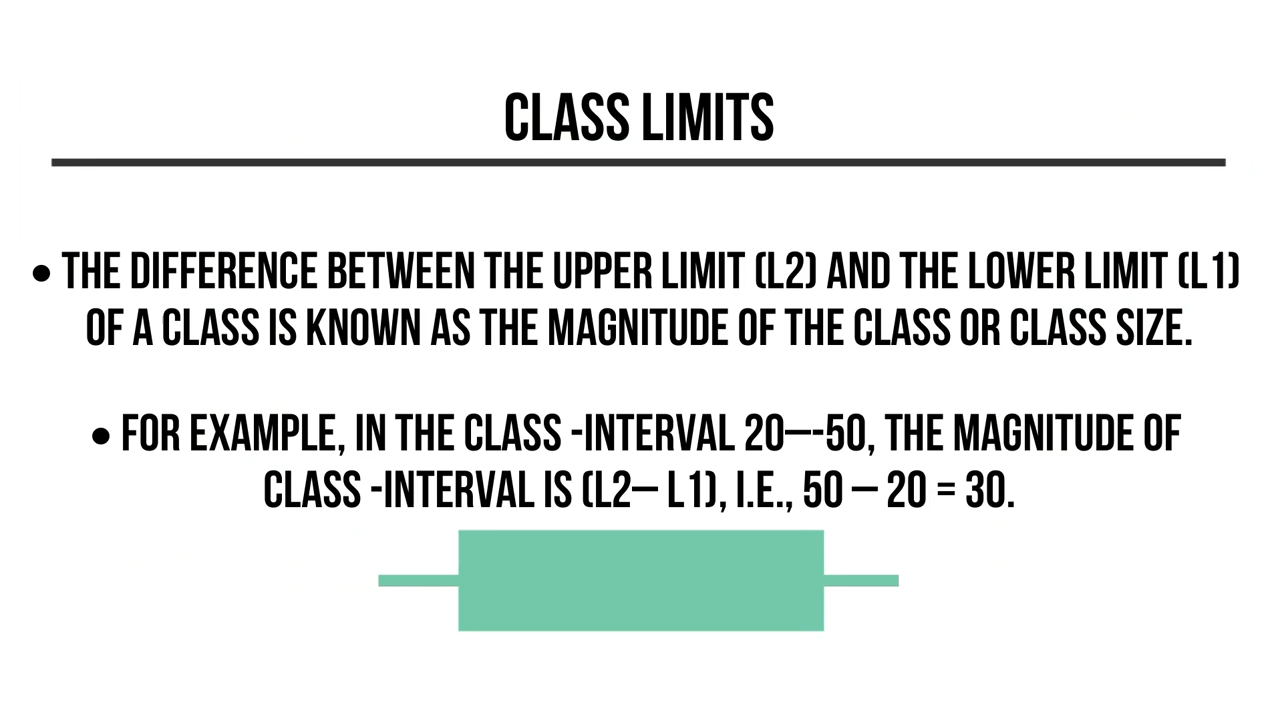 CLASS LIMITS
• THE DIFFERENCE BETWEEN THE UPPER LIMIT (L2) AND THE LOWER LIMIT (L1)
OF A CLASS IS KNOWN AS THE MAGNITUDE OF THE CLASS OR CLASS SIZE.
• FOR EXAMPLE, IN THE CLASS -INTERVAL 20—-50, THE MAGNITUDE OF
CLASS -INTERVAL IS (L2— L1), I.E., 50 — 20 = 30.